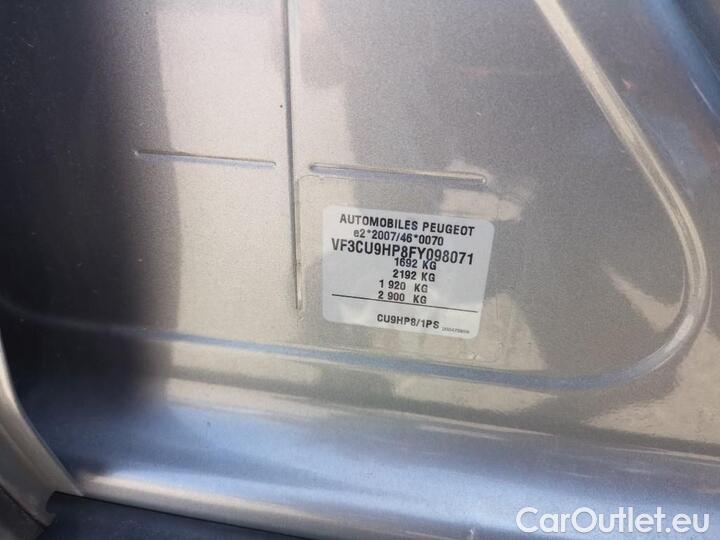 AUTOMOBILES PEUGEOT
e2*2007/46*0070
VF3CU9HP8FY098071
1692 KG
2192 KG
1 920 KG
2 900 KG
CU9HP8/1PS
CarOutlet.eu